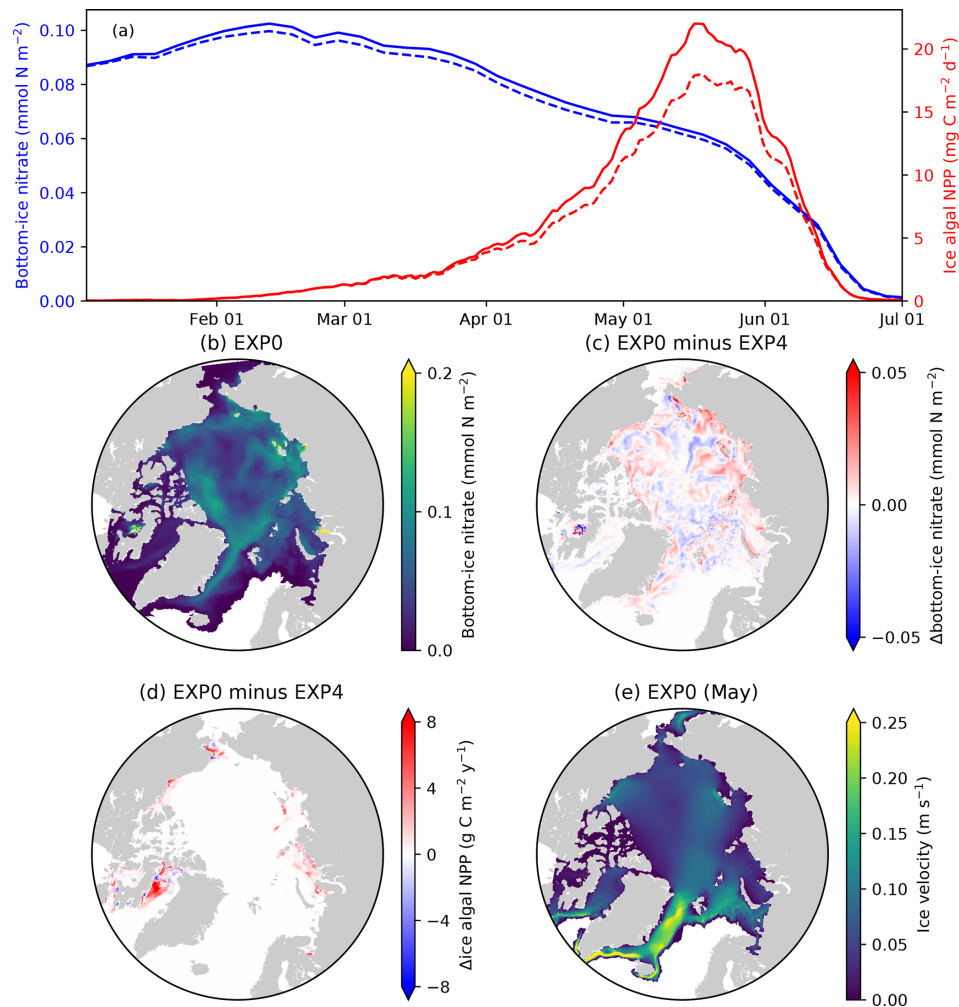 (a)
0.10
0.08
0.06
0.04
0.02
0.00
Bottom-ice nitrate (mmol N m⁻²)
20
15
10
5
0
Ice algal NPP (mg C m⁻² d⁻¹)
Feb 01 Mar 01 Apr 01 May 01 Jun 01 Jul 01
(b) EXP0
0.2
0.1
0.0
Bottom-ice nitrate (mmol N m⁻²)
(c) EXP0 minus EXP4
0.05
0.00
−0.05
Δbottom-ice nitrate (mmol N m⁻²)
(d) EXP0 minus EXP4
8
4
0
−4
−8
Δice algal NPP (g C m⁻² y⁻¹)
(e) EXP0 (May)
0.25
0.20
0.15
0.10
0.05
0.00
Ice velocity (m s⁻¹)